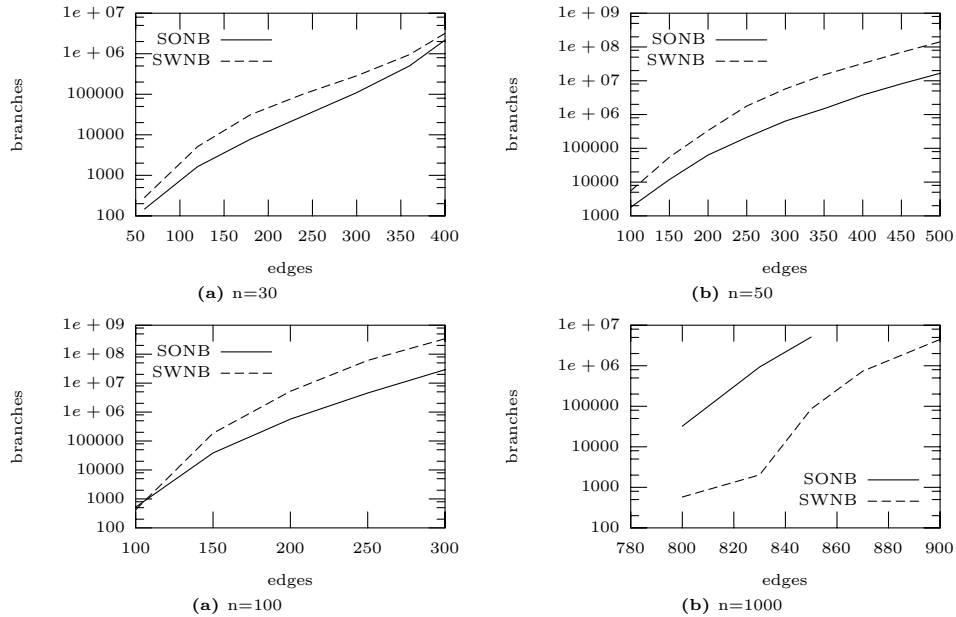 1e + 07
1e + 06
100000
10000
1000
100
branches
SONB
SWNB
50 100 150 200 250 300 350 400
edges
(a) n=30
1e + 09
1e + 08
1e + 07
1e + 06
100000
10000
1000
branches
SONB
SWNB
100 150 200 250 300 350 400 450 500
edges
(b) n=50
1e + 09
1e + 08
1e + 07
1e + 06
100000
10000
1000
100
branches
SONB
SWNB
100 150 200 250 300
edges
(a) n=100
1e + 07
1e + 06
100000
10000
1000
100
branches
SONB
SWNB
780 800 820 840 860 880 900
edges
(b) n=1000